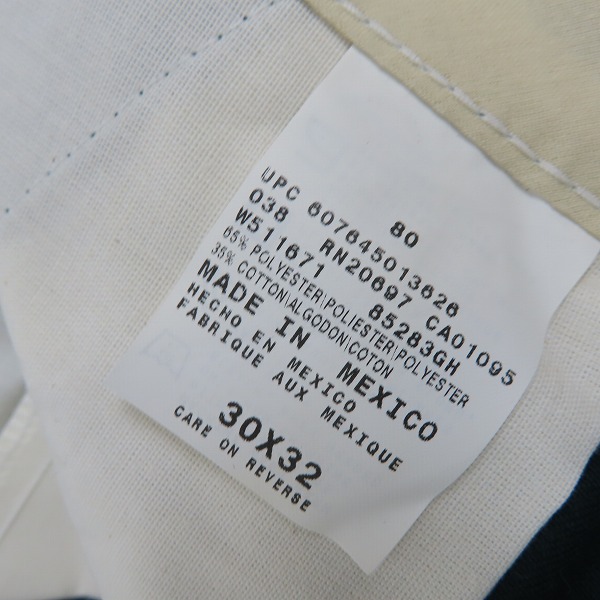 80
UPC 607645013626
038 RN20697 CA01095
W511671 85283GH
65% POLYESTER|POLIESTER|POLYESTER
35% COTTON|ALGODON|COTON
MADE IN MEXICO
HECHO EN MEXICO
FABRIQUE AUX MEXIQUE
30X32
CARE ON REVERSE